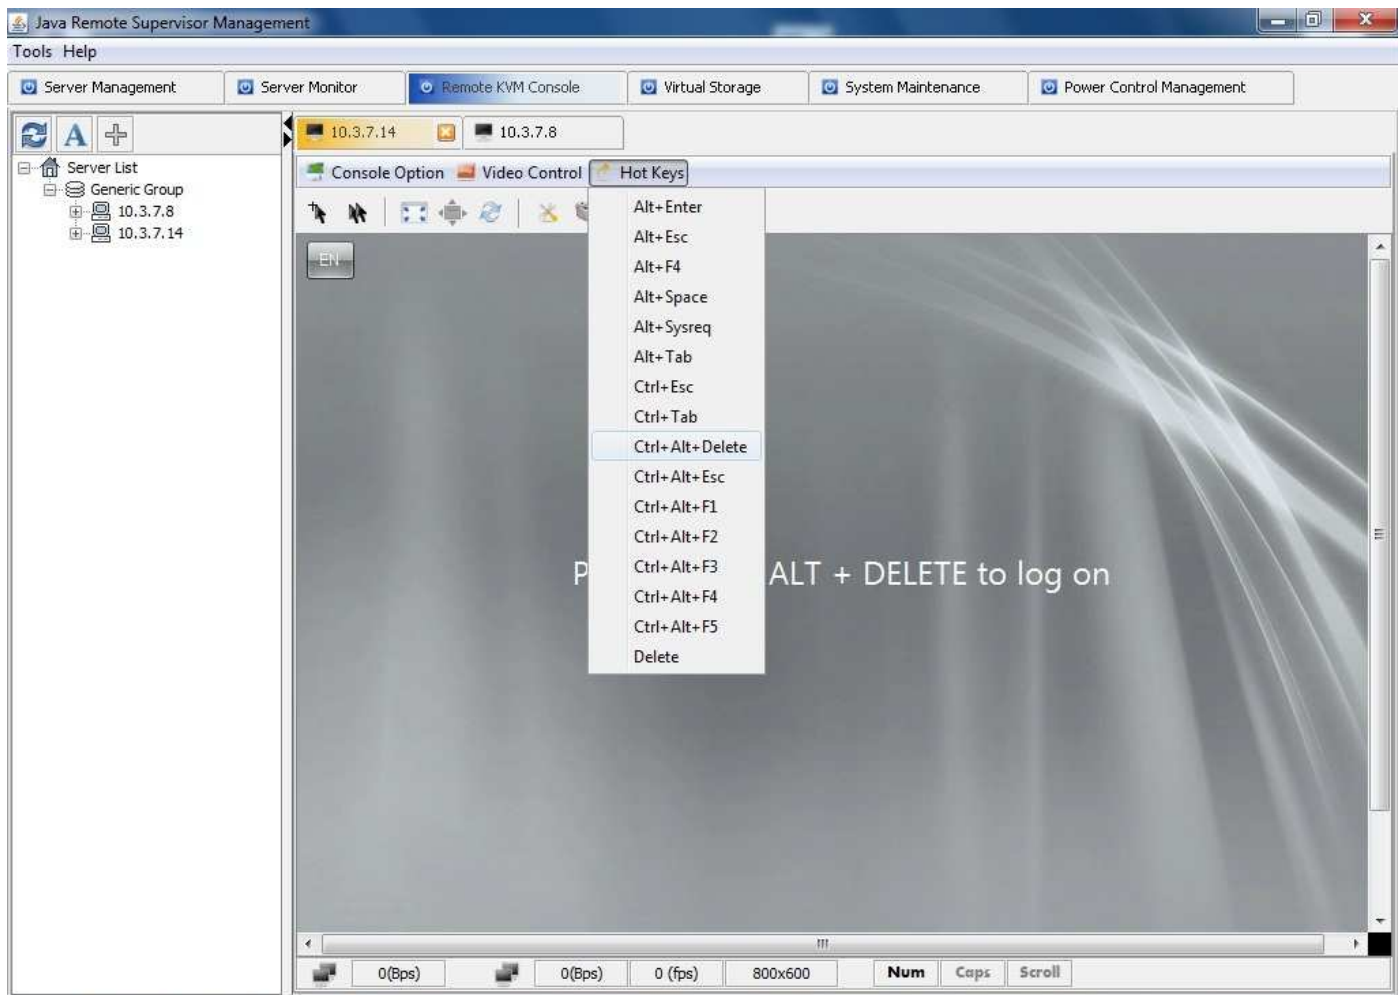 Java Remote Supervisor Management
Tools Help
Server Management Server Monitor Remote KVM Console Virtual Storage System Maintenance Power Control Management
A
10.3.7.14 10.3.7.8
Server List
Generic Group
10.3.7.8
10.3.7.14
Console Option Video Control Hot Keys
Alt+Enter
Alt+Esc
Alt+F4
Alt+Space
Alt+Sysreq
Alt+Tab
Ctrl+Esc
Ctrl+Tab
Ctrl+Alt+Delete
Ctrl+Alt+Esc
Ctrl+Alt+F1
Ctrl+Alt+F2
Ctrl+Alt+F3
Ctrl+Alt+F4
Ctrl+Alt+F5
Delete
EN
P ALT + DELETE to log on
0(Bps) 0(Bps) 0 (fps) 800x600 Num Caps Scroll